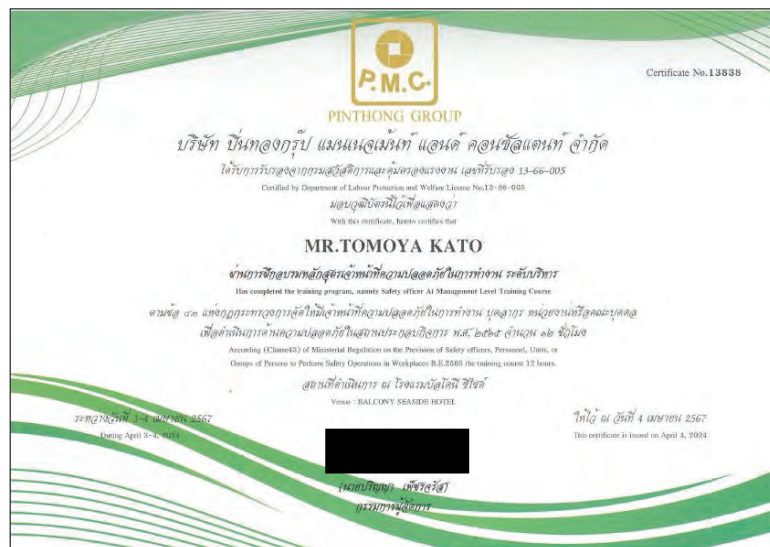 P.M.C.
Certificate No.13838
PINTHONG GROUP
บริษัท ปิ่นทองกรุ๊ป แมนเนจเม้นท์ แอนด์ คอนซัลแตนท์ จำกัด
ได้รับการรับรองจากกรมสวัสดิการและคุ้มครองแรงงาน เลขที่รับรอง 13-66-005
Certified by Department of Labour Protection and Welfare License No.13-66-005
มอบวุฒิบัตรนี้ไว้เพื่อแสดงว่า
With this certificate, hereto certifies that
MR.TOMOYA KATO
ผ่านการฝึกอบรมหลักสูตรเจ้าหน้าที่ความปลอดภัยในการทำงาน ระดับบริหาร
Has completed the training program, namely Safety officer At Management Level Training Course
ตามข้อ ๔๓ แห่งกฎกระทรวงการจัดให้มีเจ้าหน้าที่ความปลอดภัยในการทำงาน บุคลากร หน่วยงานหรือคณะบุคคล
เพื่อดำเนินการด้านความปลอดภัยในสถานประกอบกิจการ พ.ศ. ๒๕๖๕ จำนวน ๑๒ ชั่วโมง
According (Clause43) of Ministerial Regulation on the Provision of Safety officers, Personnel, Units, or
Groups of Persons to Perform Safety Operations in Workplaces B.E.2565 the training course 12 hours.
สถานที่ดำเนินการ ณ โรงแรมบัลโคนี ซีไซด์
Venue : BALCONY SEASIDE HOTEL
ระหว่างวันที่ 3-4 เมษายน 2567
During April 3-4, 2024
ให้ไว้ ณ วันที่ 4 เมษายน 2567
This certificate is issued on April 4, 2024
(นายปริญญา เพ็ชรจรัส)
กรรมการผู้จัดการ